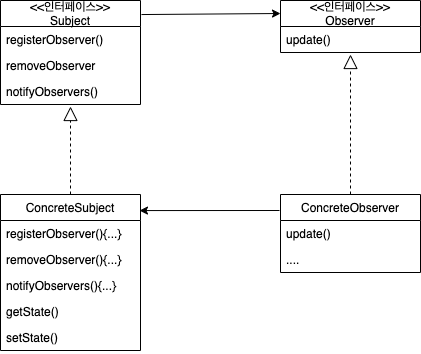 <<인터페이스>>
Subject
registerObserver()
removeObserver
notifyObservers()
<<인터페이스>>
Observer
update()
ConcreteSubject
registerObserver(){...}
removeObserver(){...}
notifyObservers(){...}
getState()
setState()
ConcreteObserver
update()
....